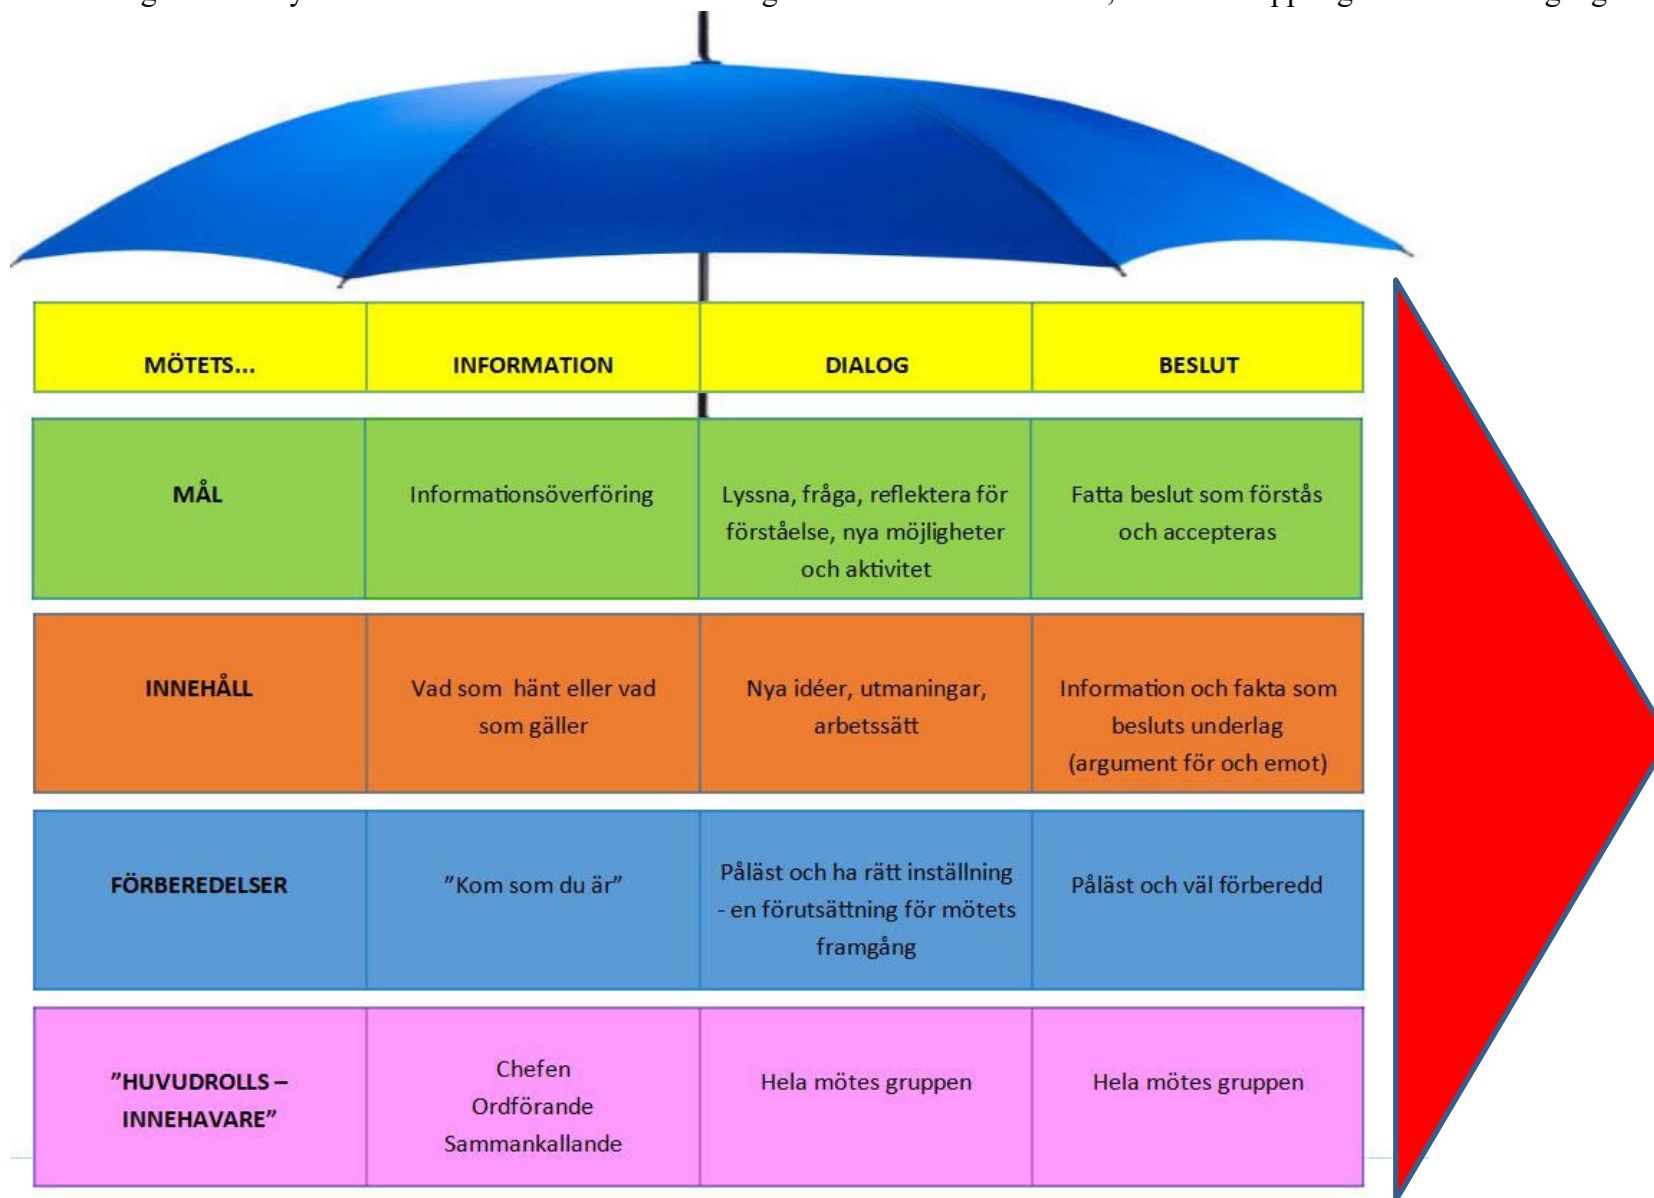 MÖTETS... INFORMATION DIALOG BESLUT
MÅL
Informationsöverföring
Lyssna, fråga, reflektera för
förståelse, nya möjligheter
och aktivitet
Fatta beslut som förstås
och accepteras
INNEHÅLL
Vad som hänt eller vad
som gäller
Nya idéer, utmaningar,
arbetssätt
Information och fakta som
besluts underlag
(argument för och emot)
FÖRBEREDELSER
”Kom som du är”
Påläst och ha rätt inställning
- en förutsättning för mötets
framgång
Påläst och väl förberedd
”HUVUDROLLS –
INNEHAVARE”
Chefen
Ordförande
Sammankallande
Hela mötes gruppen
Hela mötes gruppen